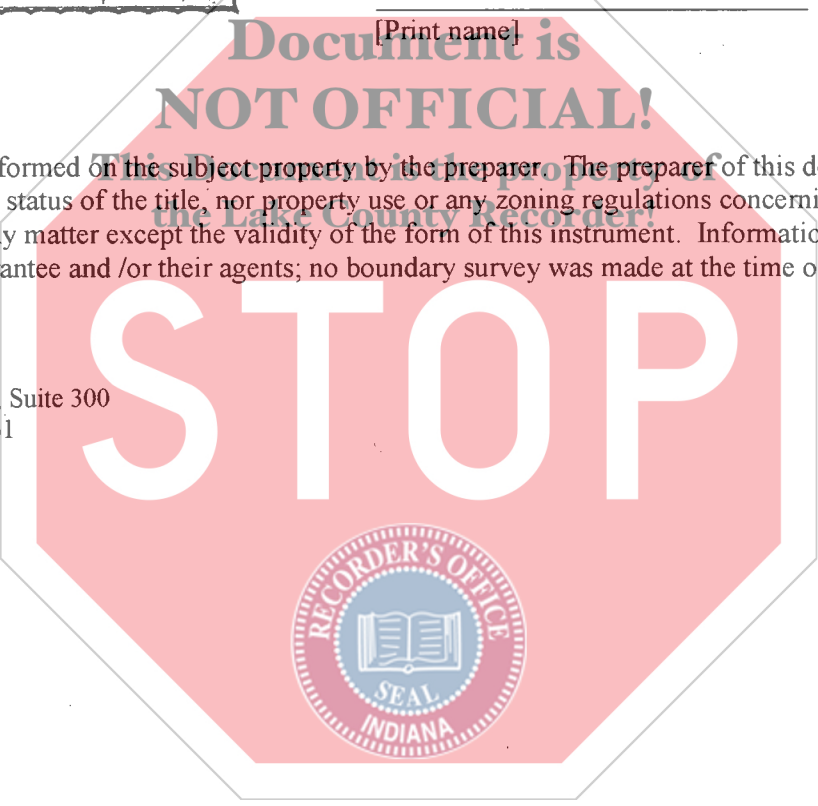 [Print name]
Document is
NOT OFFICIAL!
This Document is the property of
the Lake County Recorder!
formed on the subject property by the preparer. The preparer of this d
status of the title, nor property use or any zoning regulations concerni
y matter except the validity of the form of this instrument. Informatio
antee and /or their agents; no boundary survey was made at the time o
STOP
Suite 300
1
RECORDER'S OFFICE
SEAL
INDIANA